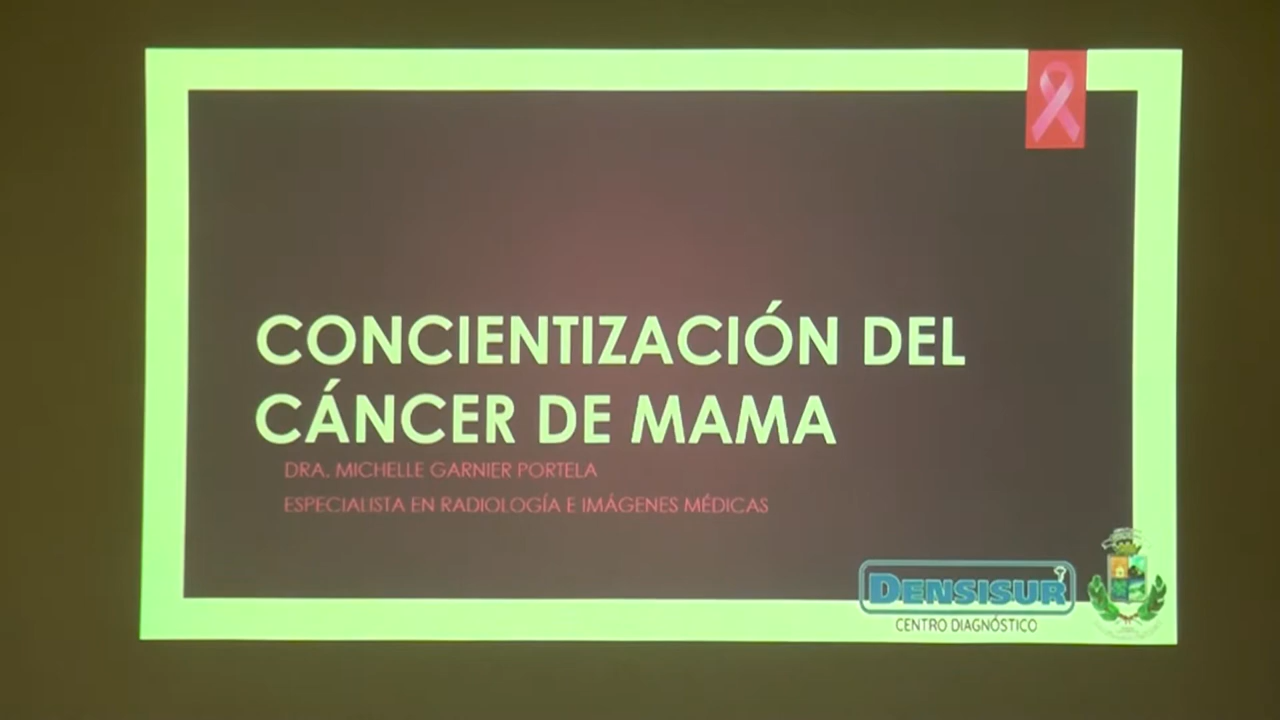 CONCIENTIZACIÓN DEL
CÁNCER DE MAMA
DRA. MICHELLE GARNIER PORTELA
ESPECIALISTA EN RADIOLOGÍA E IMÁGENES MÉDICAS
DENSISUR
CENTRO DIAGNÓSTICO